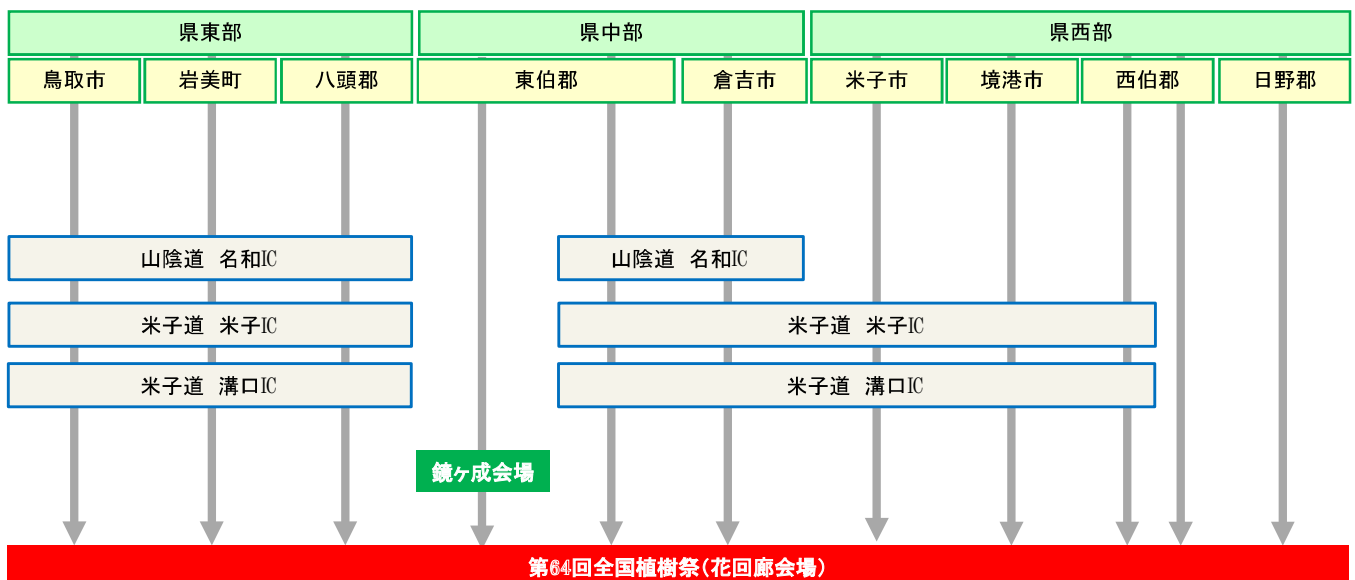 県東部
県中部
県西部
鳥取市
岩美町
八頭郡
東伯郡
倉吉市
米子市
境港市
西伯郡
日野郡
山陰道　名和IC
山陰道　名和IC
米子道　米子IC
米子道　米子IC
米子道　溝口IC
米子道　溝口IC
鏡ヶ成会場
第64回全国植樹祭（花回廊会場）